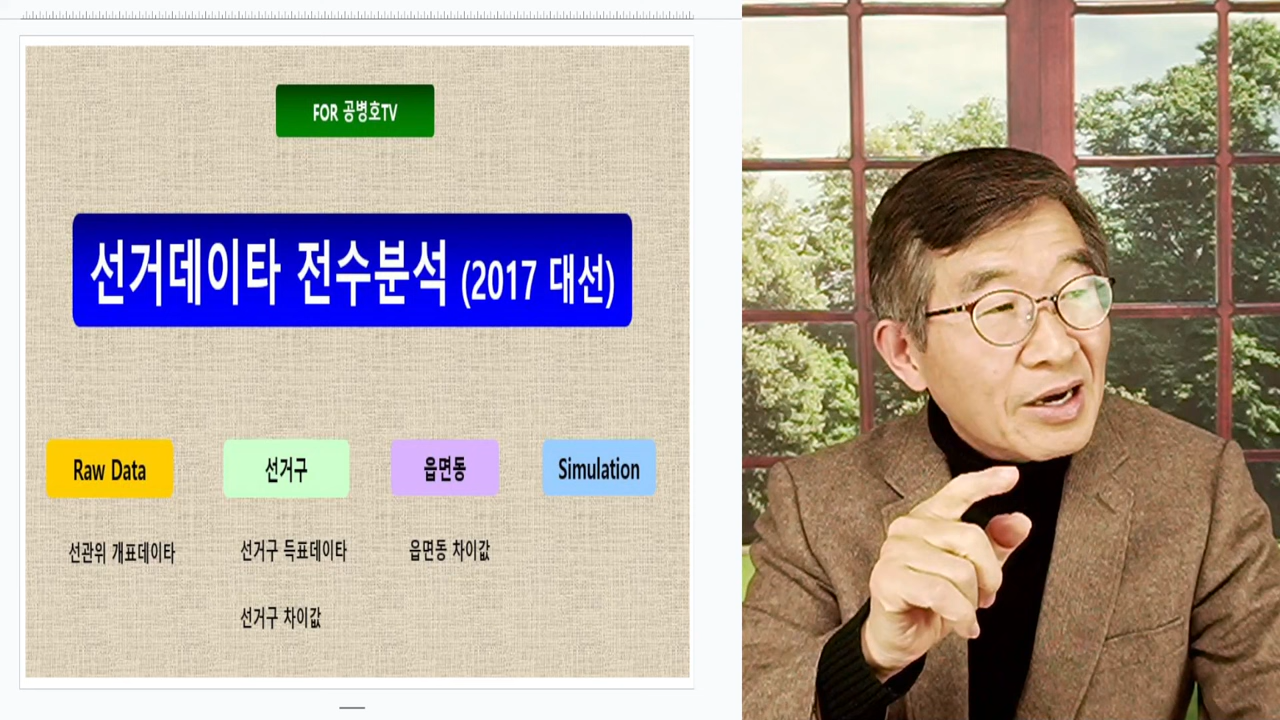 FOR 공병호TV
선거데이타 전수분석 (2017 대선)
Raw Data
선거구
읍면동
Simulation
선관위 개표데이타
선거구 득표데이타
읍면동 차이값
선거구 차이값